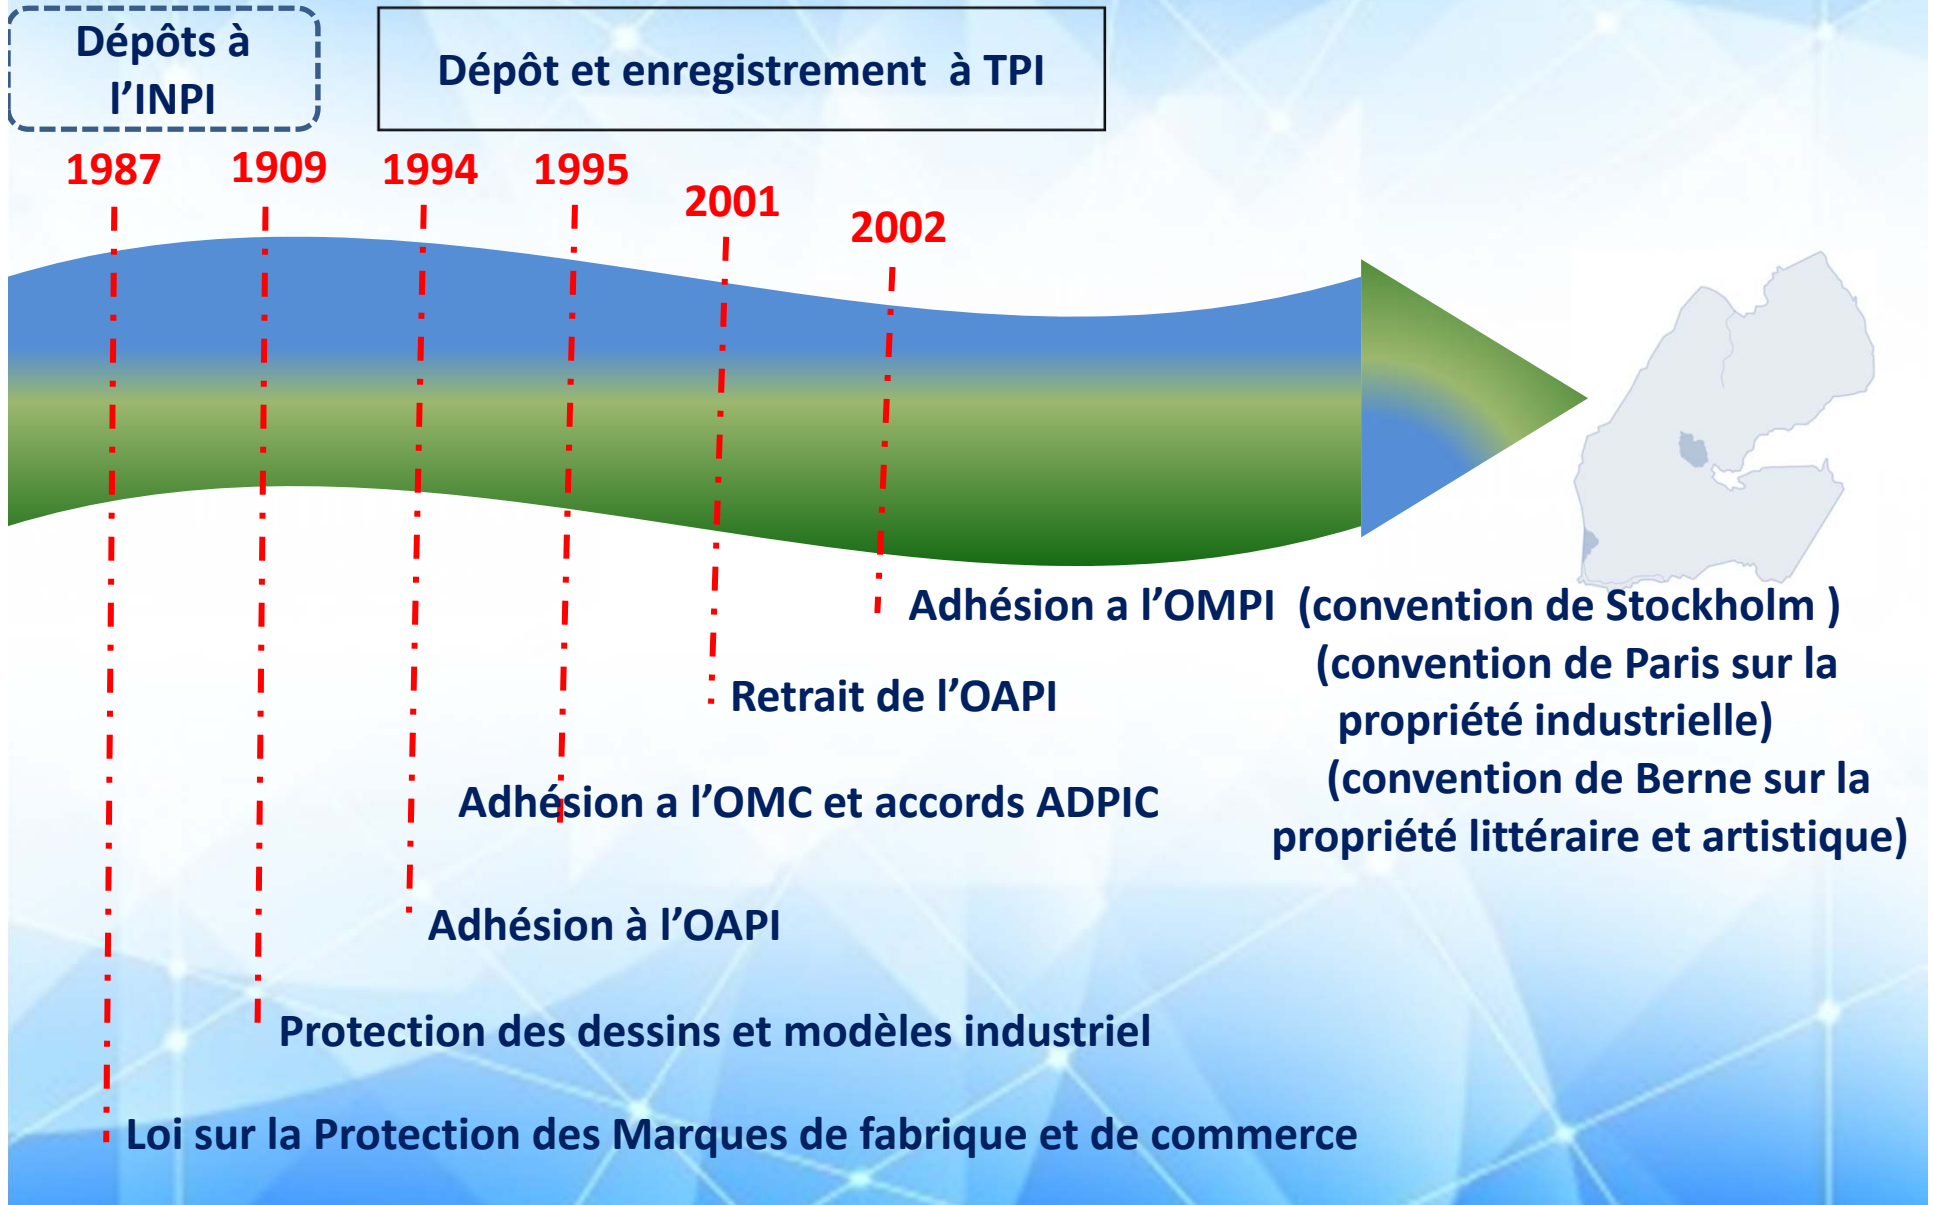 Dépôts à
l’INPI
Dépôt et enregistrement à TPI
1987
1909
1994
1995
2001
2002
Adhésion a l’OMPI (convention de Stockholm )
(convention de Paris sur la
propriété industrielle)
(convention de Berne sur la
propriété littéraire et artistique)
Retrait de l’OAPI
Adhésion a l’OMC et accords ADPIC
Adhésion à l’OAPI
Protection des dessins et modèles industriel
Loi sur la Protection des Marques de fabrique et de commerce